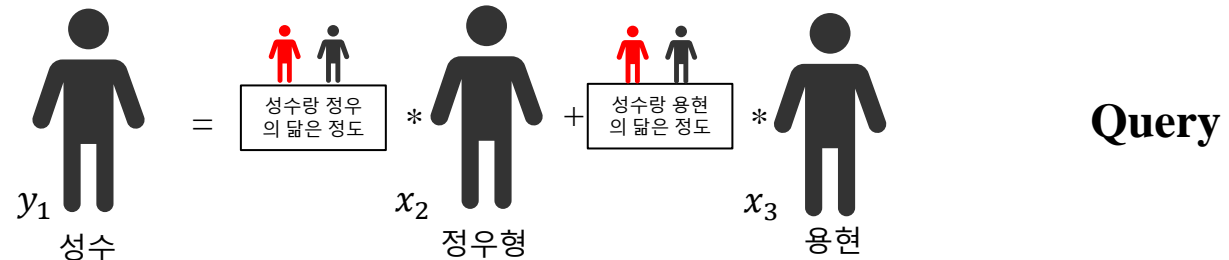 성수랑 정우
의 닮은 정도
성수랑 용현
의 닮은 정도
= * + *
Query
y₁ x₂ x₃
성수 정우형 용현